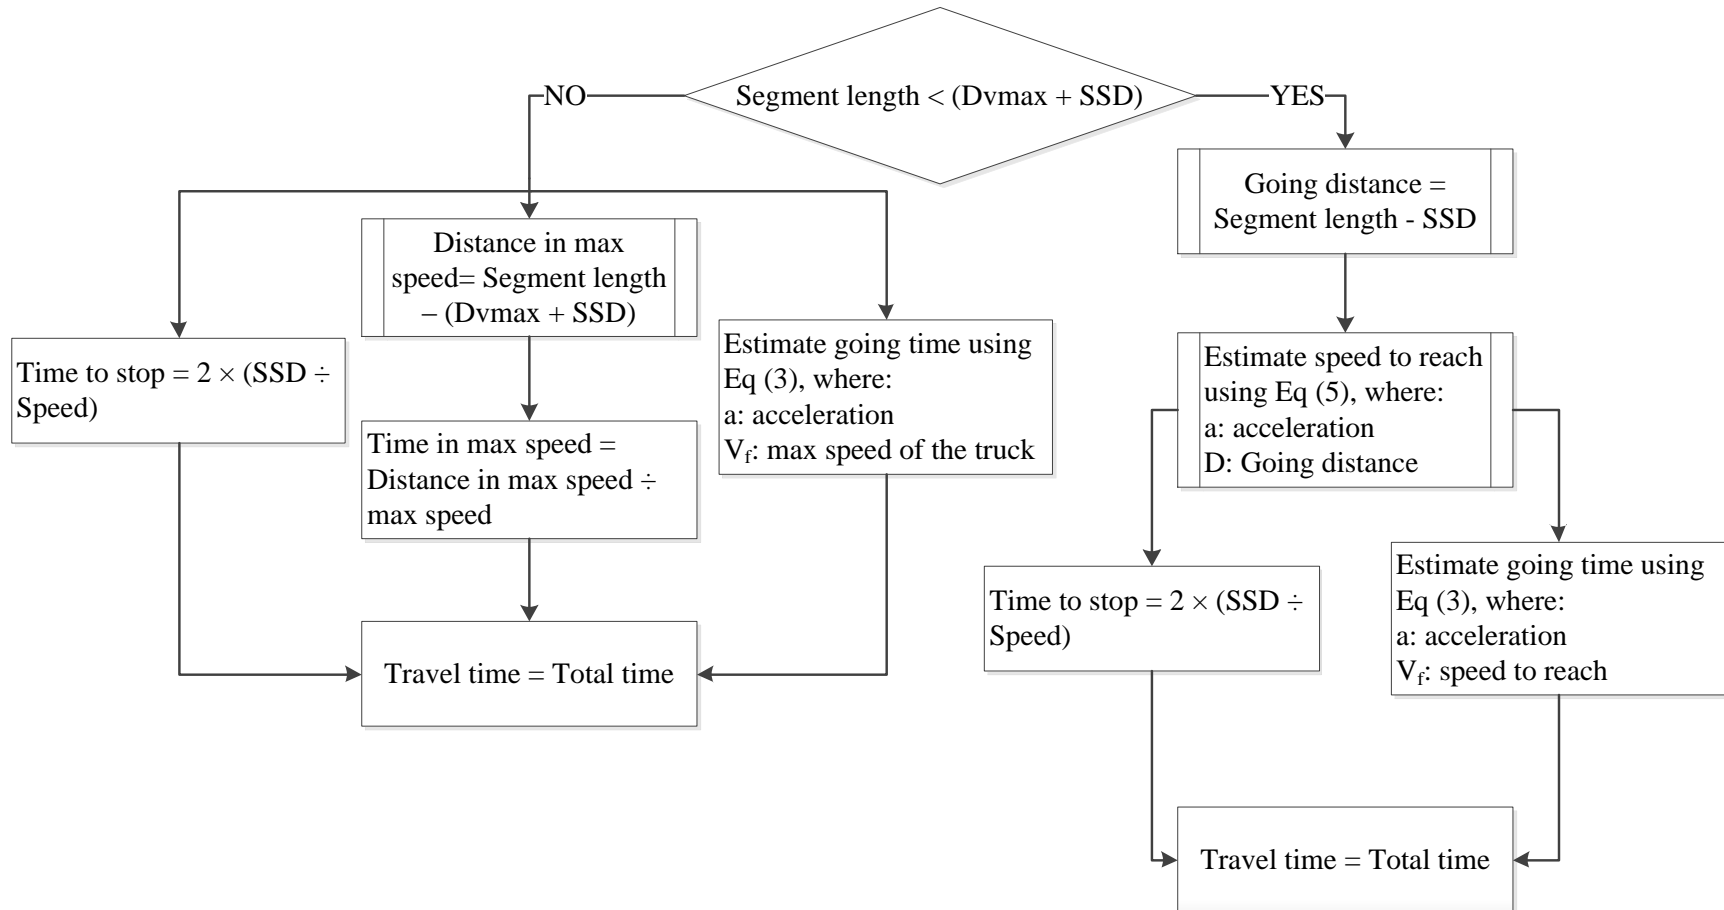 Segment length < (Dvmax + SSD)
NO
YES
Going distance =
Segment length - SSD
Distance in max
speed= Segment length
– (Dvmax + SSD)
Time to stop = 2 × (SSD ÷
Speed)
Estimate going time using
Eq (3), where:
a: acceleration
Vf: max speed of the truck
Estimate speed to reach
using Eq (5), where:
a: acceleration
D: Going distance
Time in max speed =
Distance in max speed ÷
max speed
Time to stop = 2 × (SSD ÷
Speed)
Estimate going time using
Eq (3), where:
a: acceleration
Vf: speed to reach
Travel time = Total time
Travel time = Total time